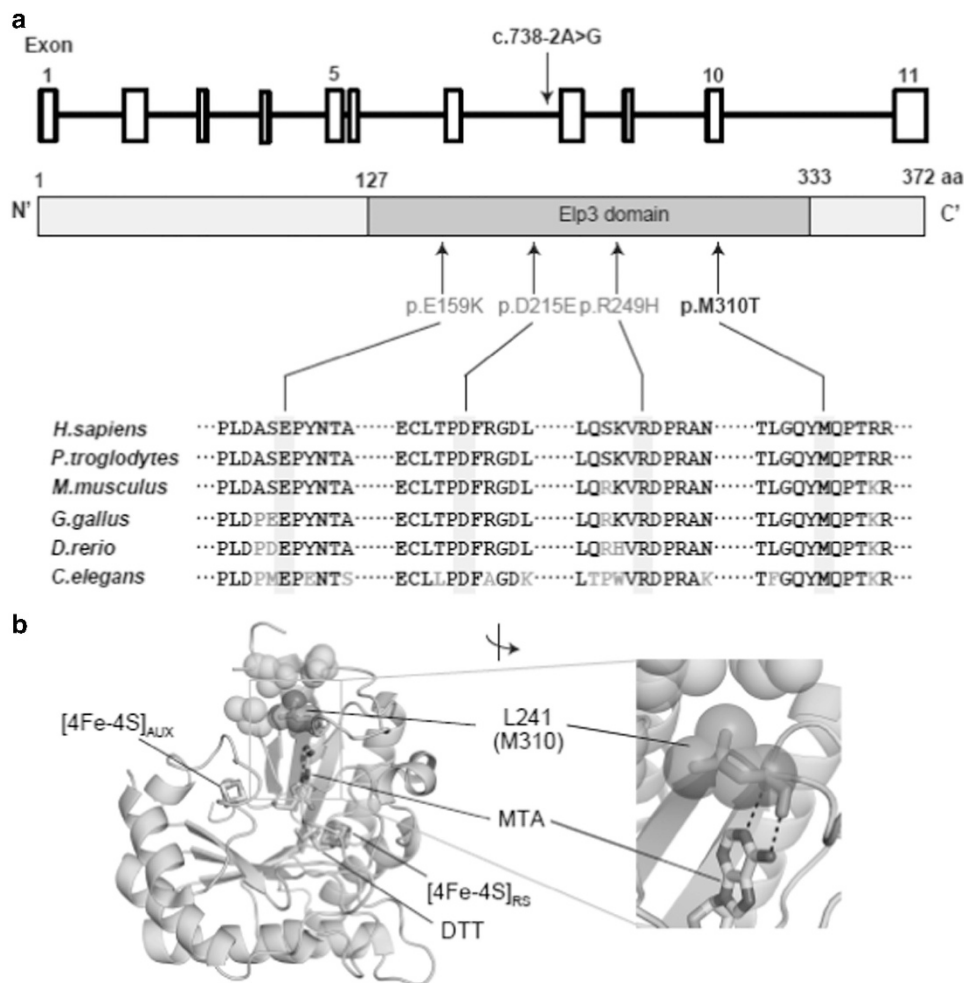 a
c.738-2A>G
Exon
1 5 10 11
1 127 333 372 aa
N' Elp3 domain C'
p.E159K p.D215E p.R249H p.M310T
H.sapiens ····PLDASEPYNTA···· ECLTPDFRGDL···· LQSKVRDPRAN······TLGQYMQPTRR···
P.troglodytes ····PLDASEPYNTA···· ECLTPDFRGDL···· LQSKVRDPRAN······TLGQYMQPTRR···
M.musculus ····PLDASEPYNTA···· ECLTPDFRGDL···· LQRKVRDPRAN······TLGQYMQPTKR···
G.gallus ····PLDPEEPYNTA···· ECLTPDFRGDL···· LQRKVRDPRAN······TLGQYMQPTKR···
D.rerio ····PLDPDEPYNTA···· ECLTPDFRGDL···· LQRHVRDPRAN······TLGQYMQPTKR···
C.elegans ····PLDPMEPENTS···· ECLLPDFAGDK···· LTPWVRDPRAK······TFGQYMQPTKR···
b
[4Fe-4S]AUX
L241
(M310)
MTA
[4Fe-4S]RS
DTT